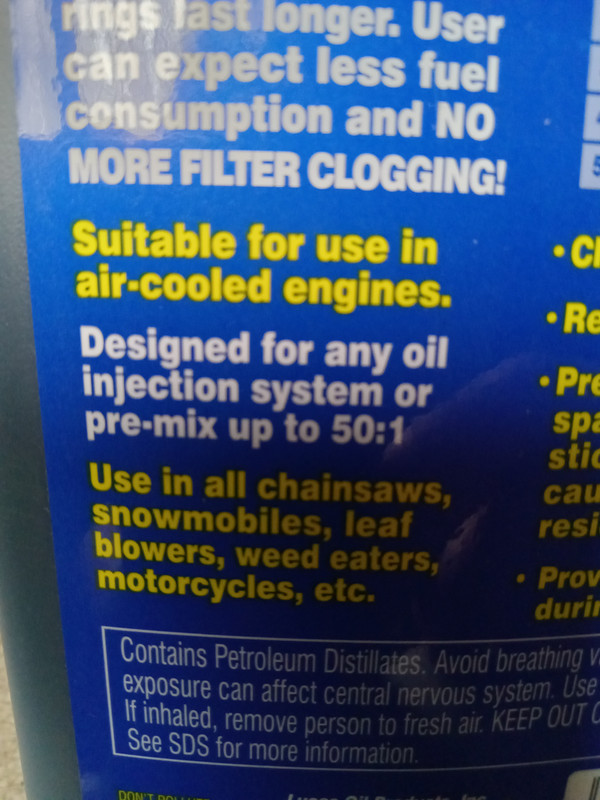 rings last longer. User
can expect less fuel
consumption and NO
MORE FILTER CLOGGING!
Suitable for use in
air-cooled engines.
Designed for any oil
injection system or
pre-mix up to 50:1
Use in all chainsaws,
snowmobiles, leaf
blowers, weed eaters,
motorcycles, etc.
Contains Petroleum Distillates. Avoid breathing
exposure can affect central nervous system. Use
If inhaled, remove person to fresh air. KEEP OUT
See SDS for more information.